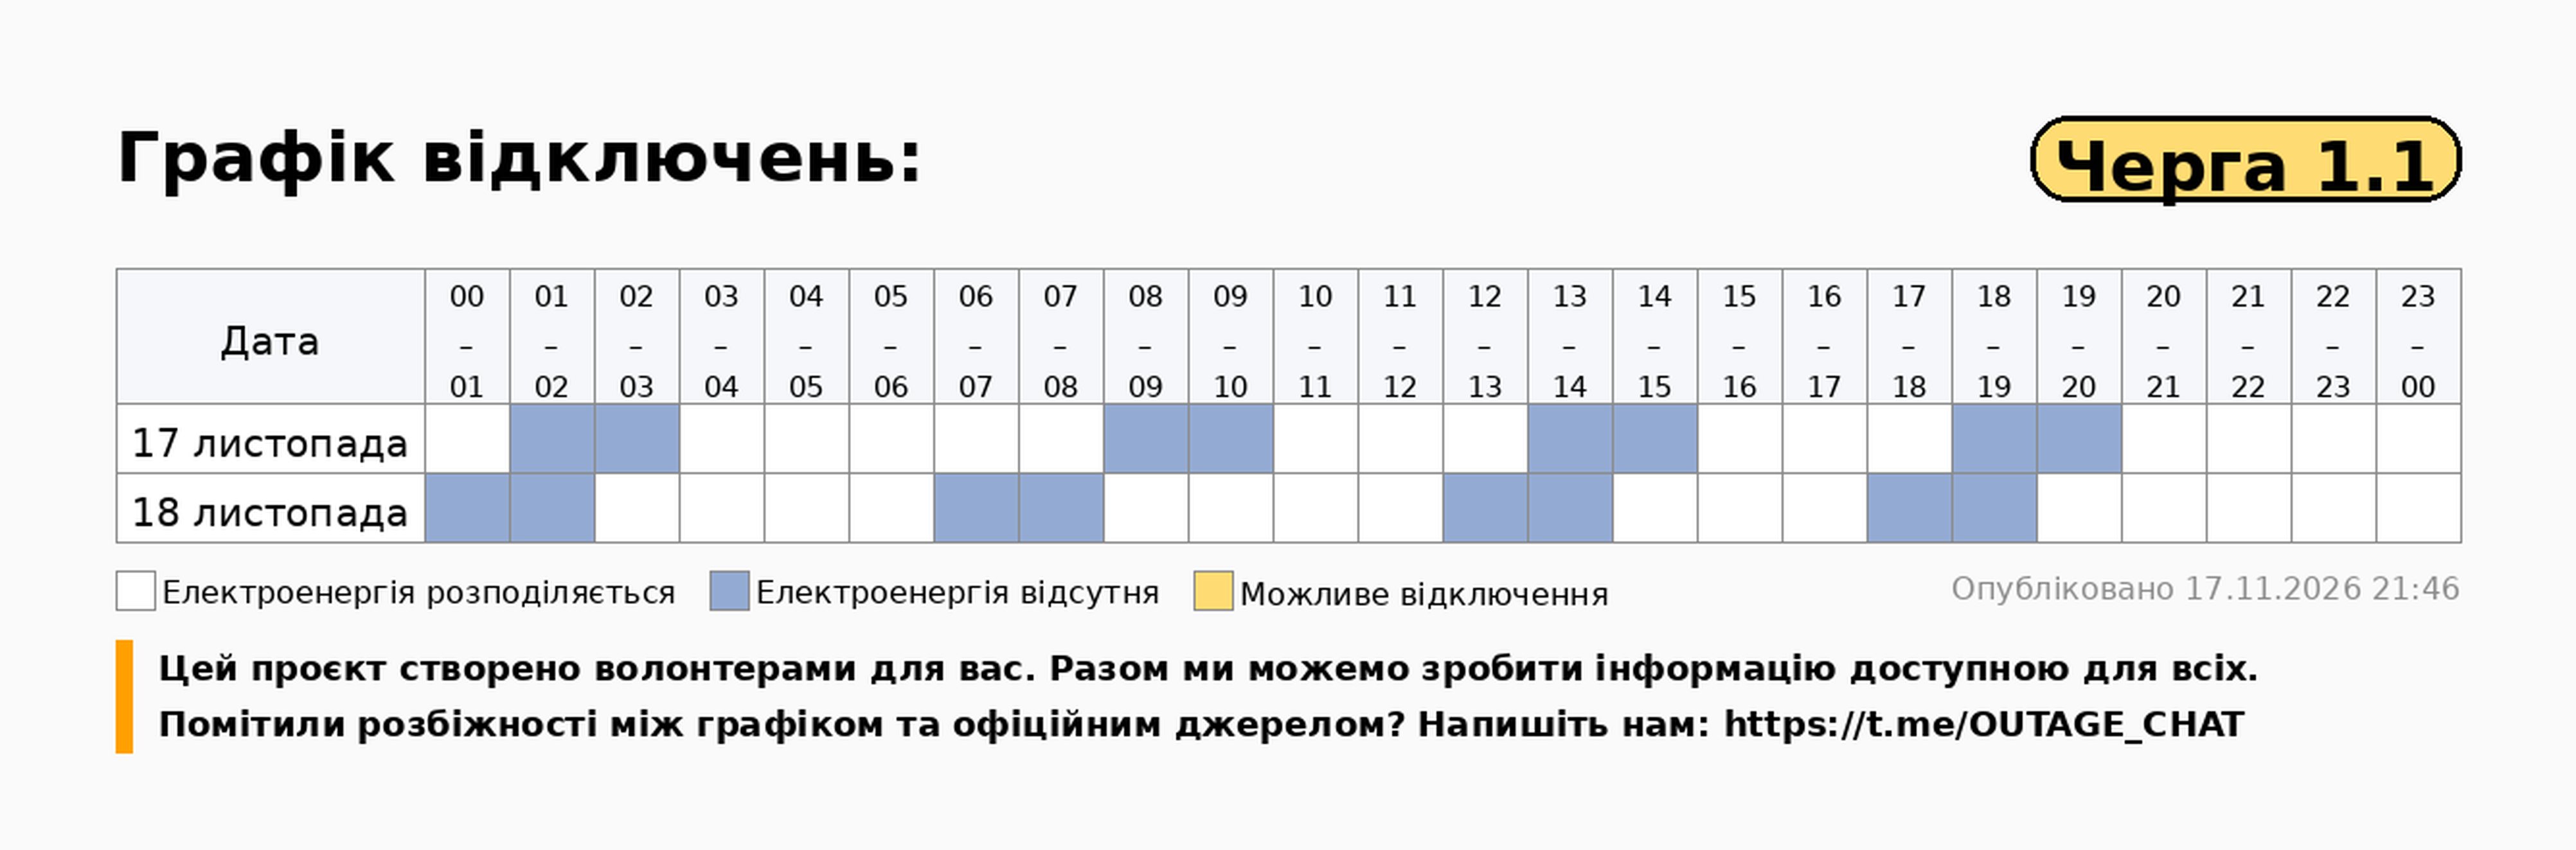 Графік відключень:
Черга 1.1
Дата 00 – 01 01 – 02 02 – 03 03 – 04 04 – 05 05 – 06 06 – 07 07 – 08 08 – 09 09 – 10 10 – 11 11 – 12 12 – 13 13 – 14 14 – 15 15 – 16 16 – 17 17 – 18 18 – 19 19 – 20 20 – 21 21 – 22 22 – 23 23 – 00
17 листопада
18 листопада
Електроенергія розподіляється Електроенергія відсутня Можливе відключення Опубліковано 17.11.2026 21:46
Цей проєкт створено волонтерами для вас. Разом ми можемо зробити інформацію доступною для всіх.
Помітили розбіжності між графіком та офіційним джерелом? Напишіть нам: https://t.me/OUTAGE_CHAT